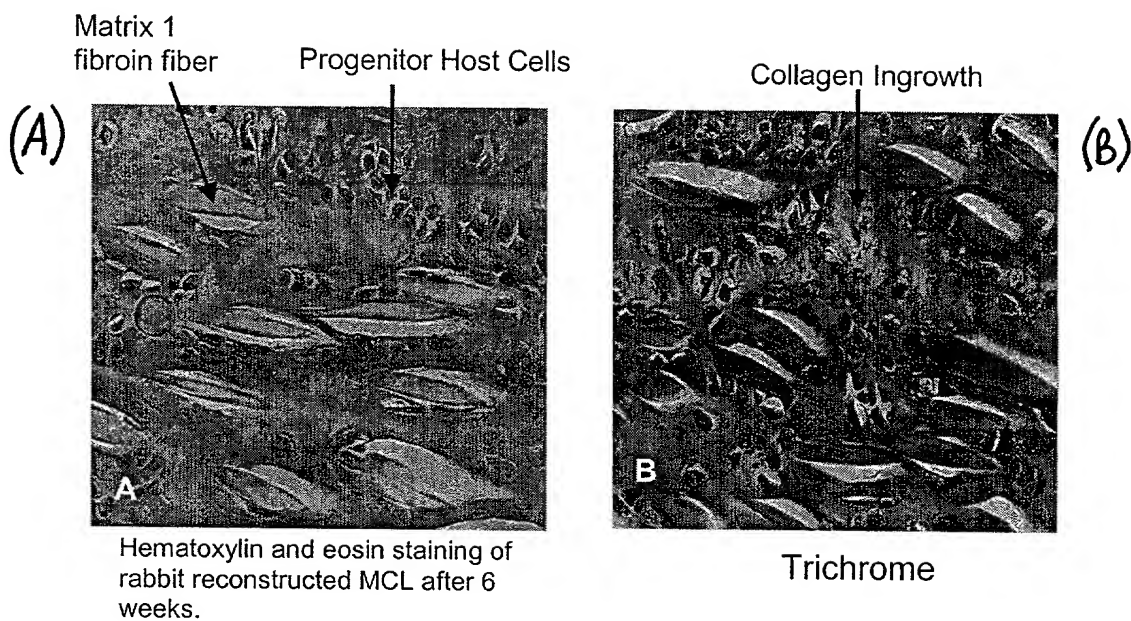 Matrix 1
fibroin fiber
Progenitor Host Cells
Collagen Ingrowth
(A)
(B)
A
B
Hematoxylin and eosin staining of
rabbit reconstructed MCL after 6
weeks.
Trichrome